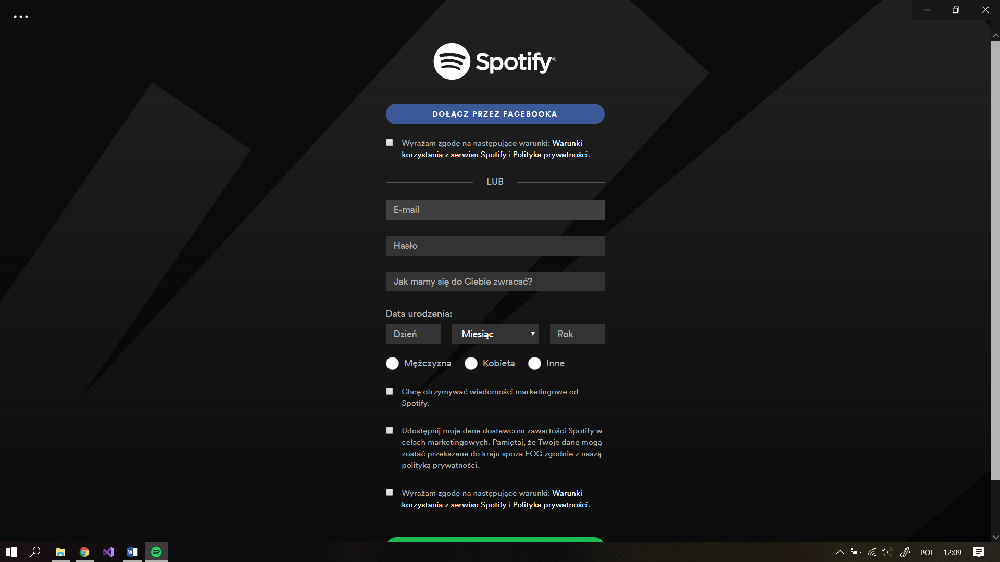 Spotify®
DOŁĄCZ PRZEZ FACEBOOKA
Wyrażam zgodę na następujące warunki: Warunki
korzystania z serwisu Spotify i Polityka prywatności.
LUB
E-mail
Hasło
Jak mamy się do Ciebie zwracać?
Data urodzenia:
Dzień Miesiąc Rok
Mężczyzna Kobieta Inne
Chcę otrzymywać wiadomości marketingowe od
Spotify.
Udostępnij moje dane dostawcom zawartości Spotify w
celach marketingowych. Pamiętaj, że Twoje dane mogą
zostać przekazane do kraju spoza EOG zgodnie z naszą
polityką prywatności.
Wyrażam zgodę na następujące warunki: Warunki
korzystania z serwisu Spotify i Polityka prywatności.
POL 12:09